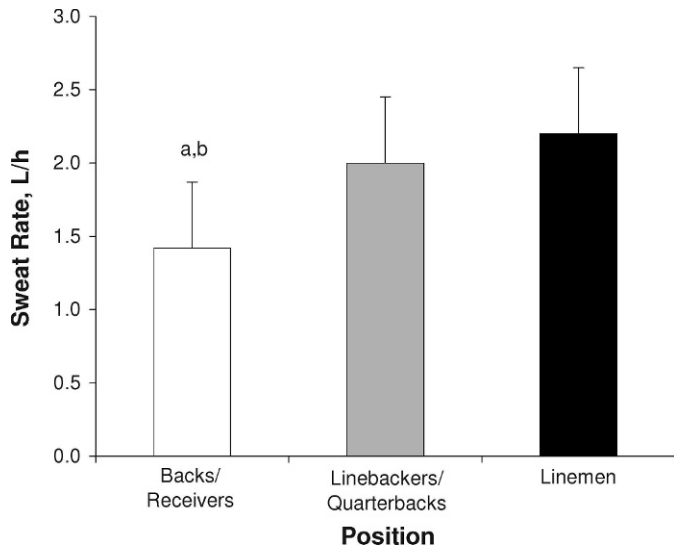 3.0
2.5
2.0
1.5
1.0
0.5
0.0
Sweat Rate, L/h
a,b
Backs/
Receivers
Linebackers/
Quarterbacks
Linemen
Position